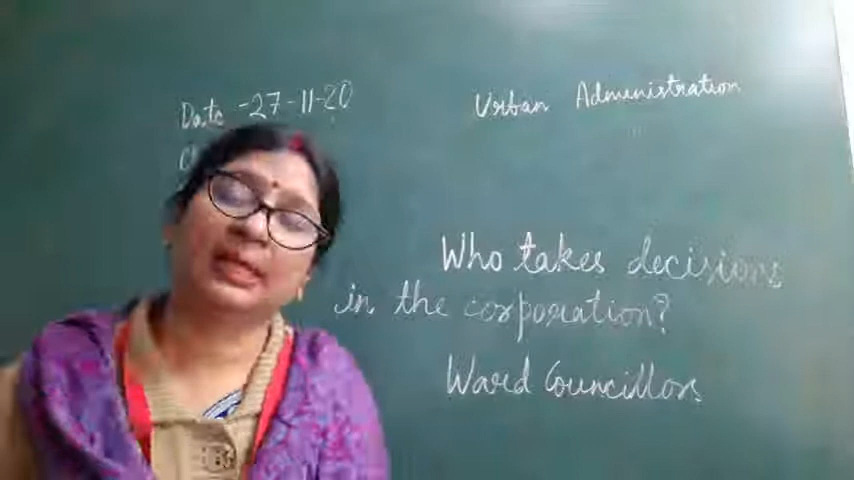 Date -27-11-20
Urban Administration
Who takes decisions
in the corporation?
Ward Councillors